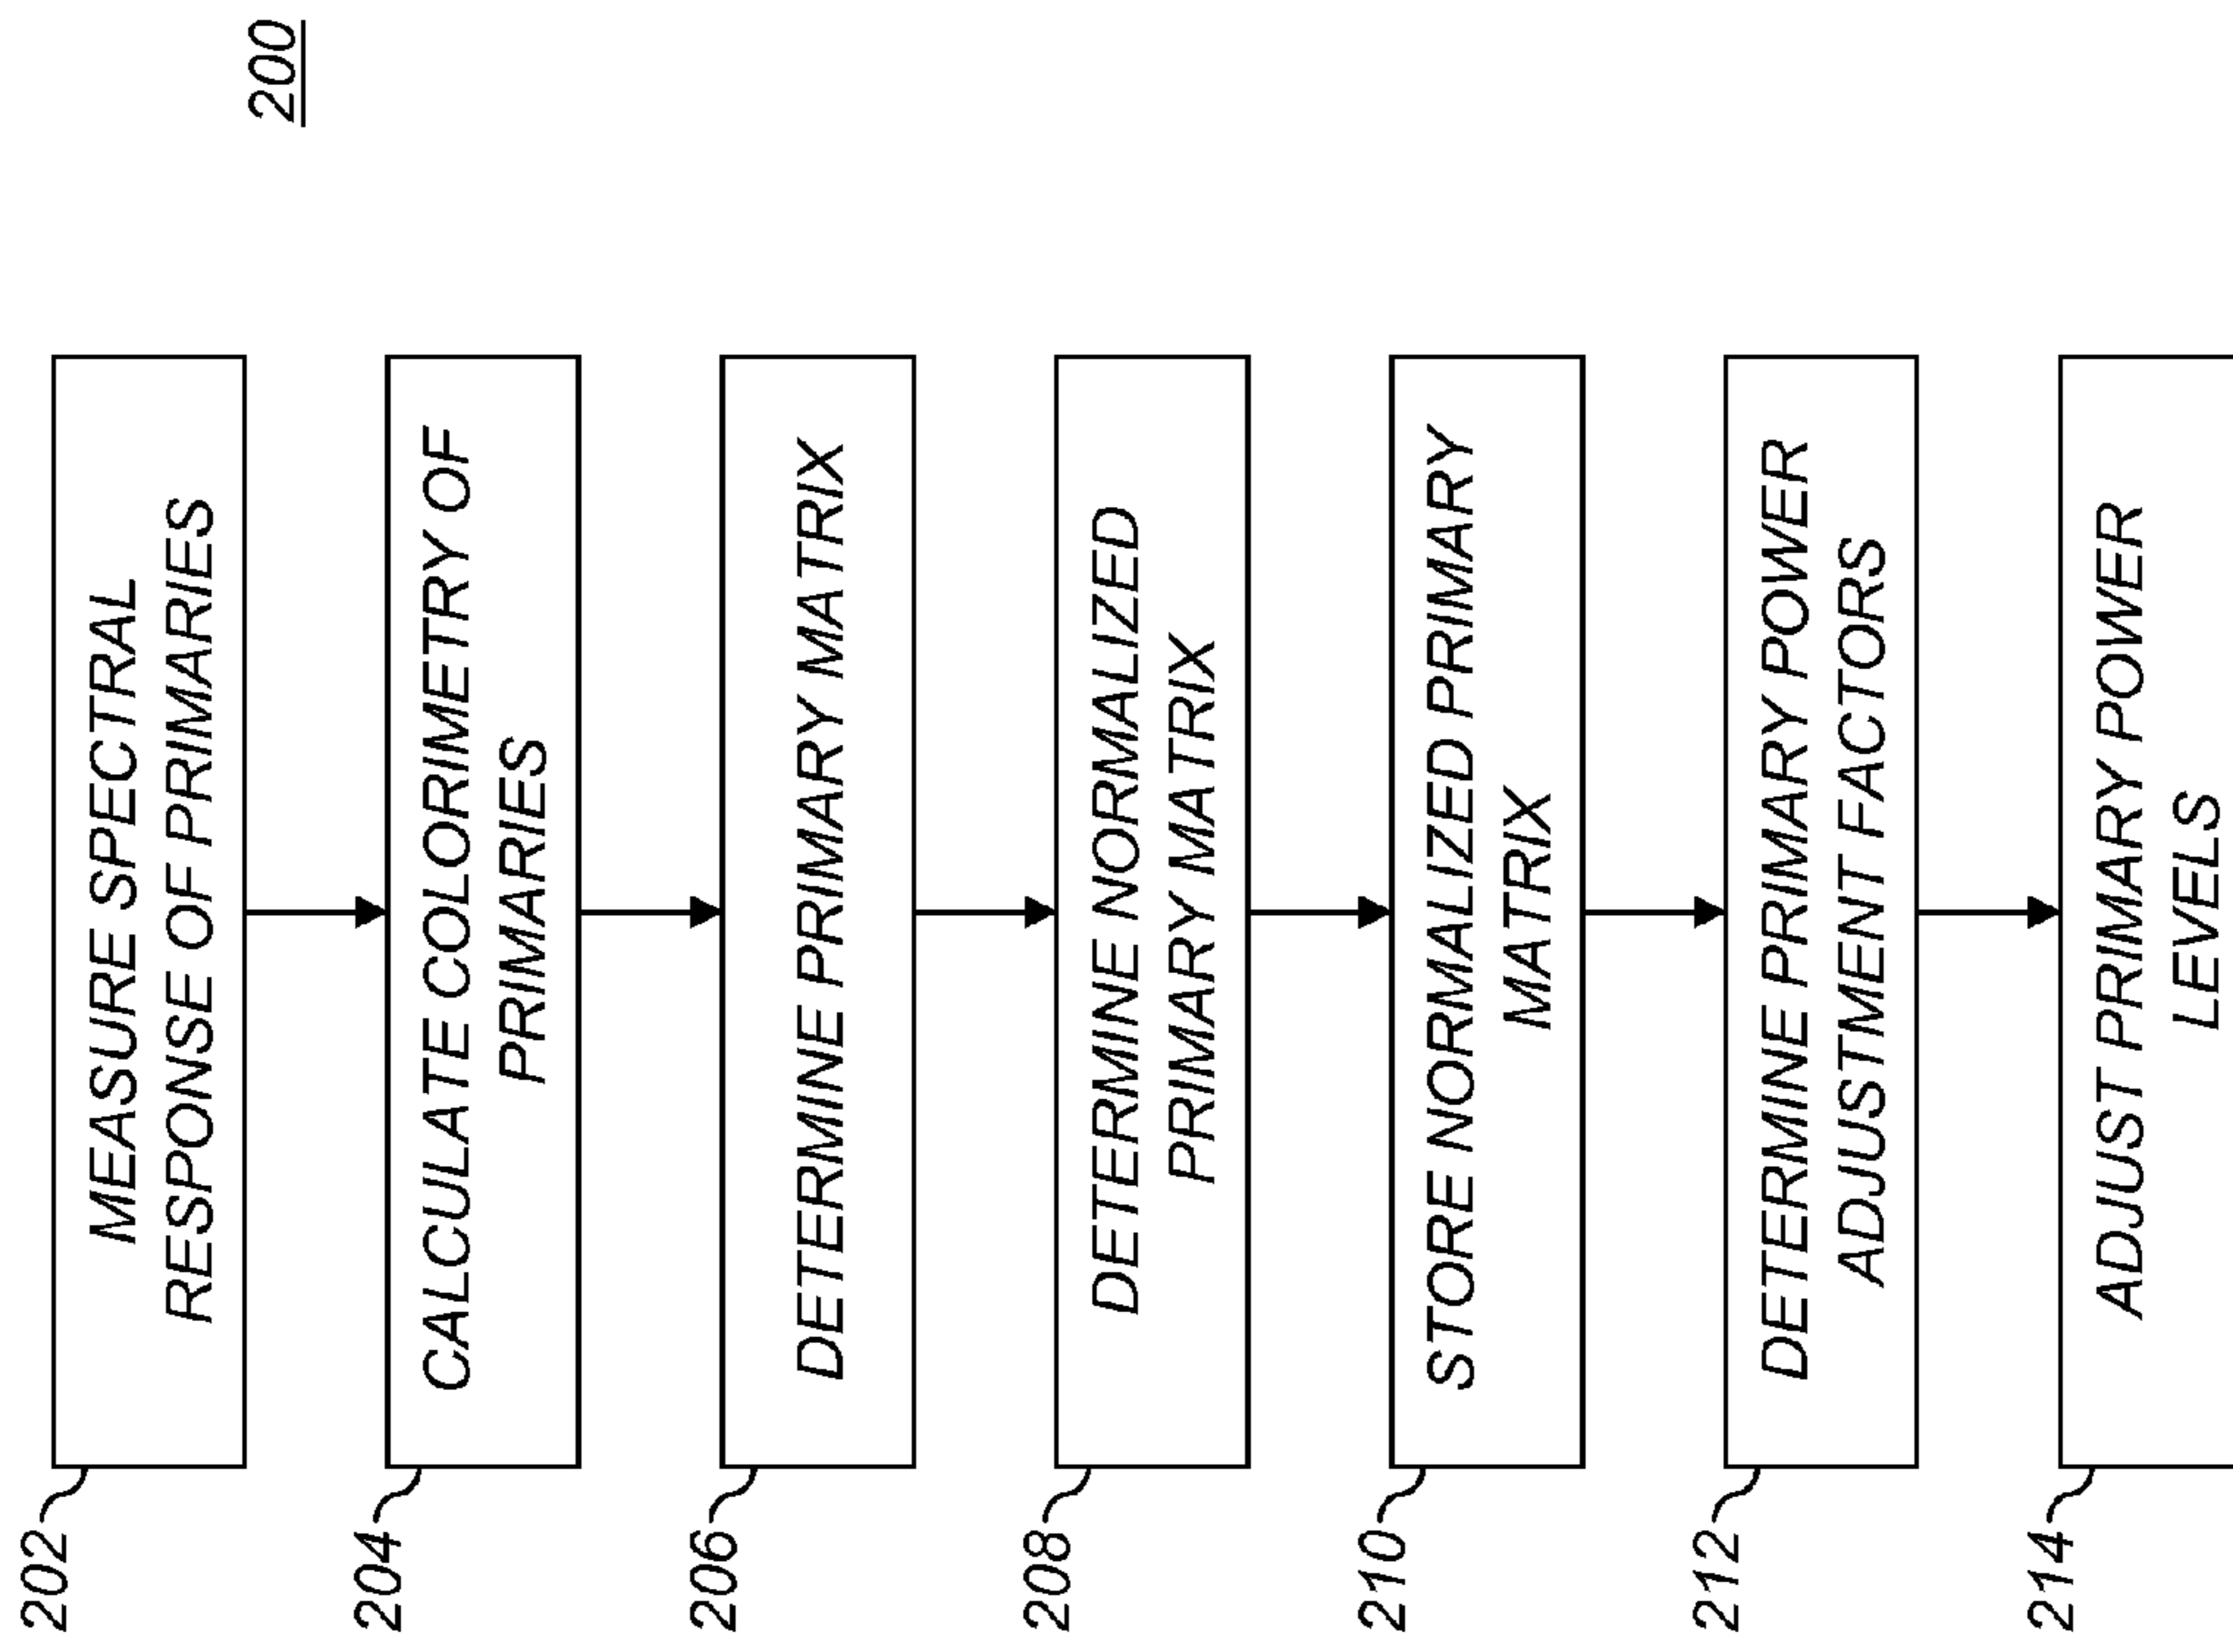 200
202
MEASURE SPECTRAL
RESPONSE OF PRIMARIES
204
CALCULATE COLORIMETRY OF
PRIMARIES
206
DETERMINE PRIMARY MATRIX
208
DETERMINE NORMALIZED
PRIMARY MATRIX
210
STORE NORMALIZED PRIMARY
MATRIX
212
DETERMINE PRIMARY POWER
ADJUSTMENT FACTORS
214
ADJUST PRIMARY POWER
LEVELS